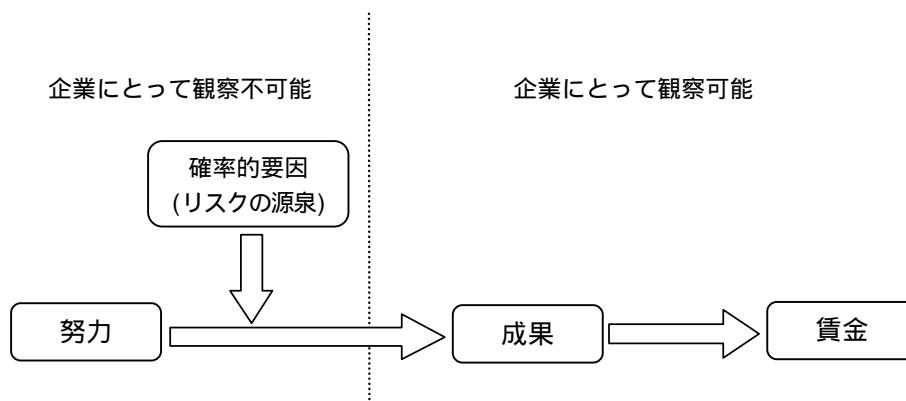 企業にとって観察不可能
企業にとって観察可能
確率的要因
(リスクの源泉)
努力
成果
賃金